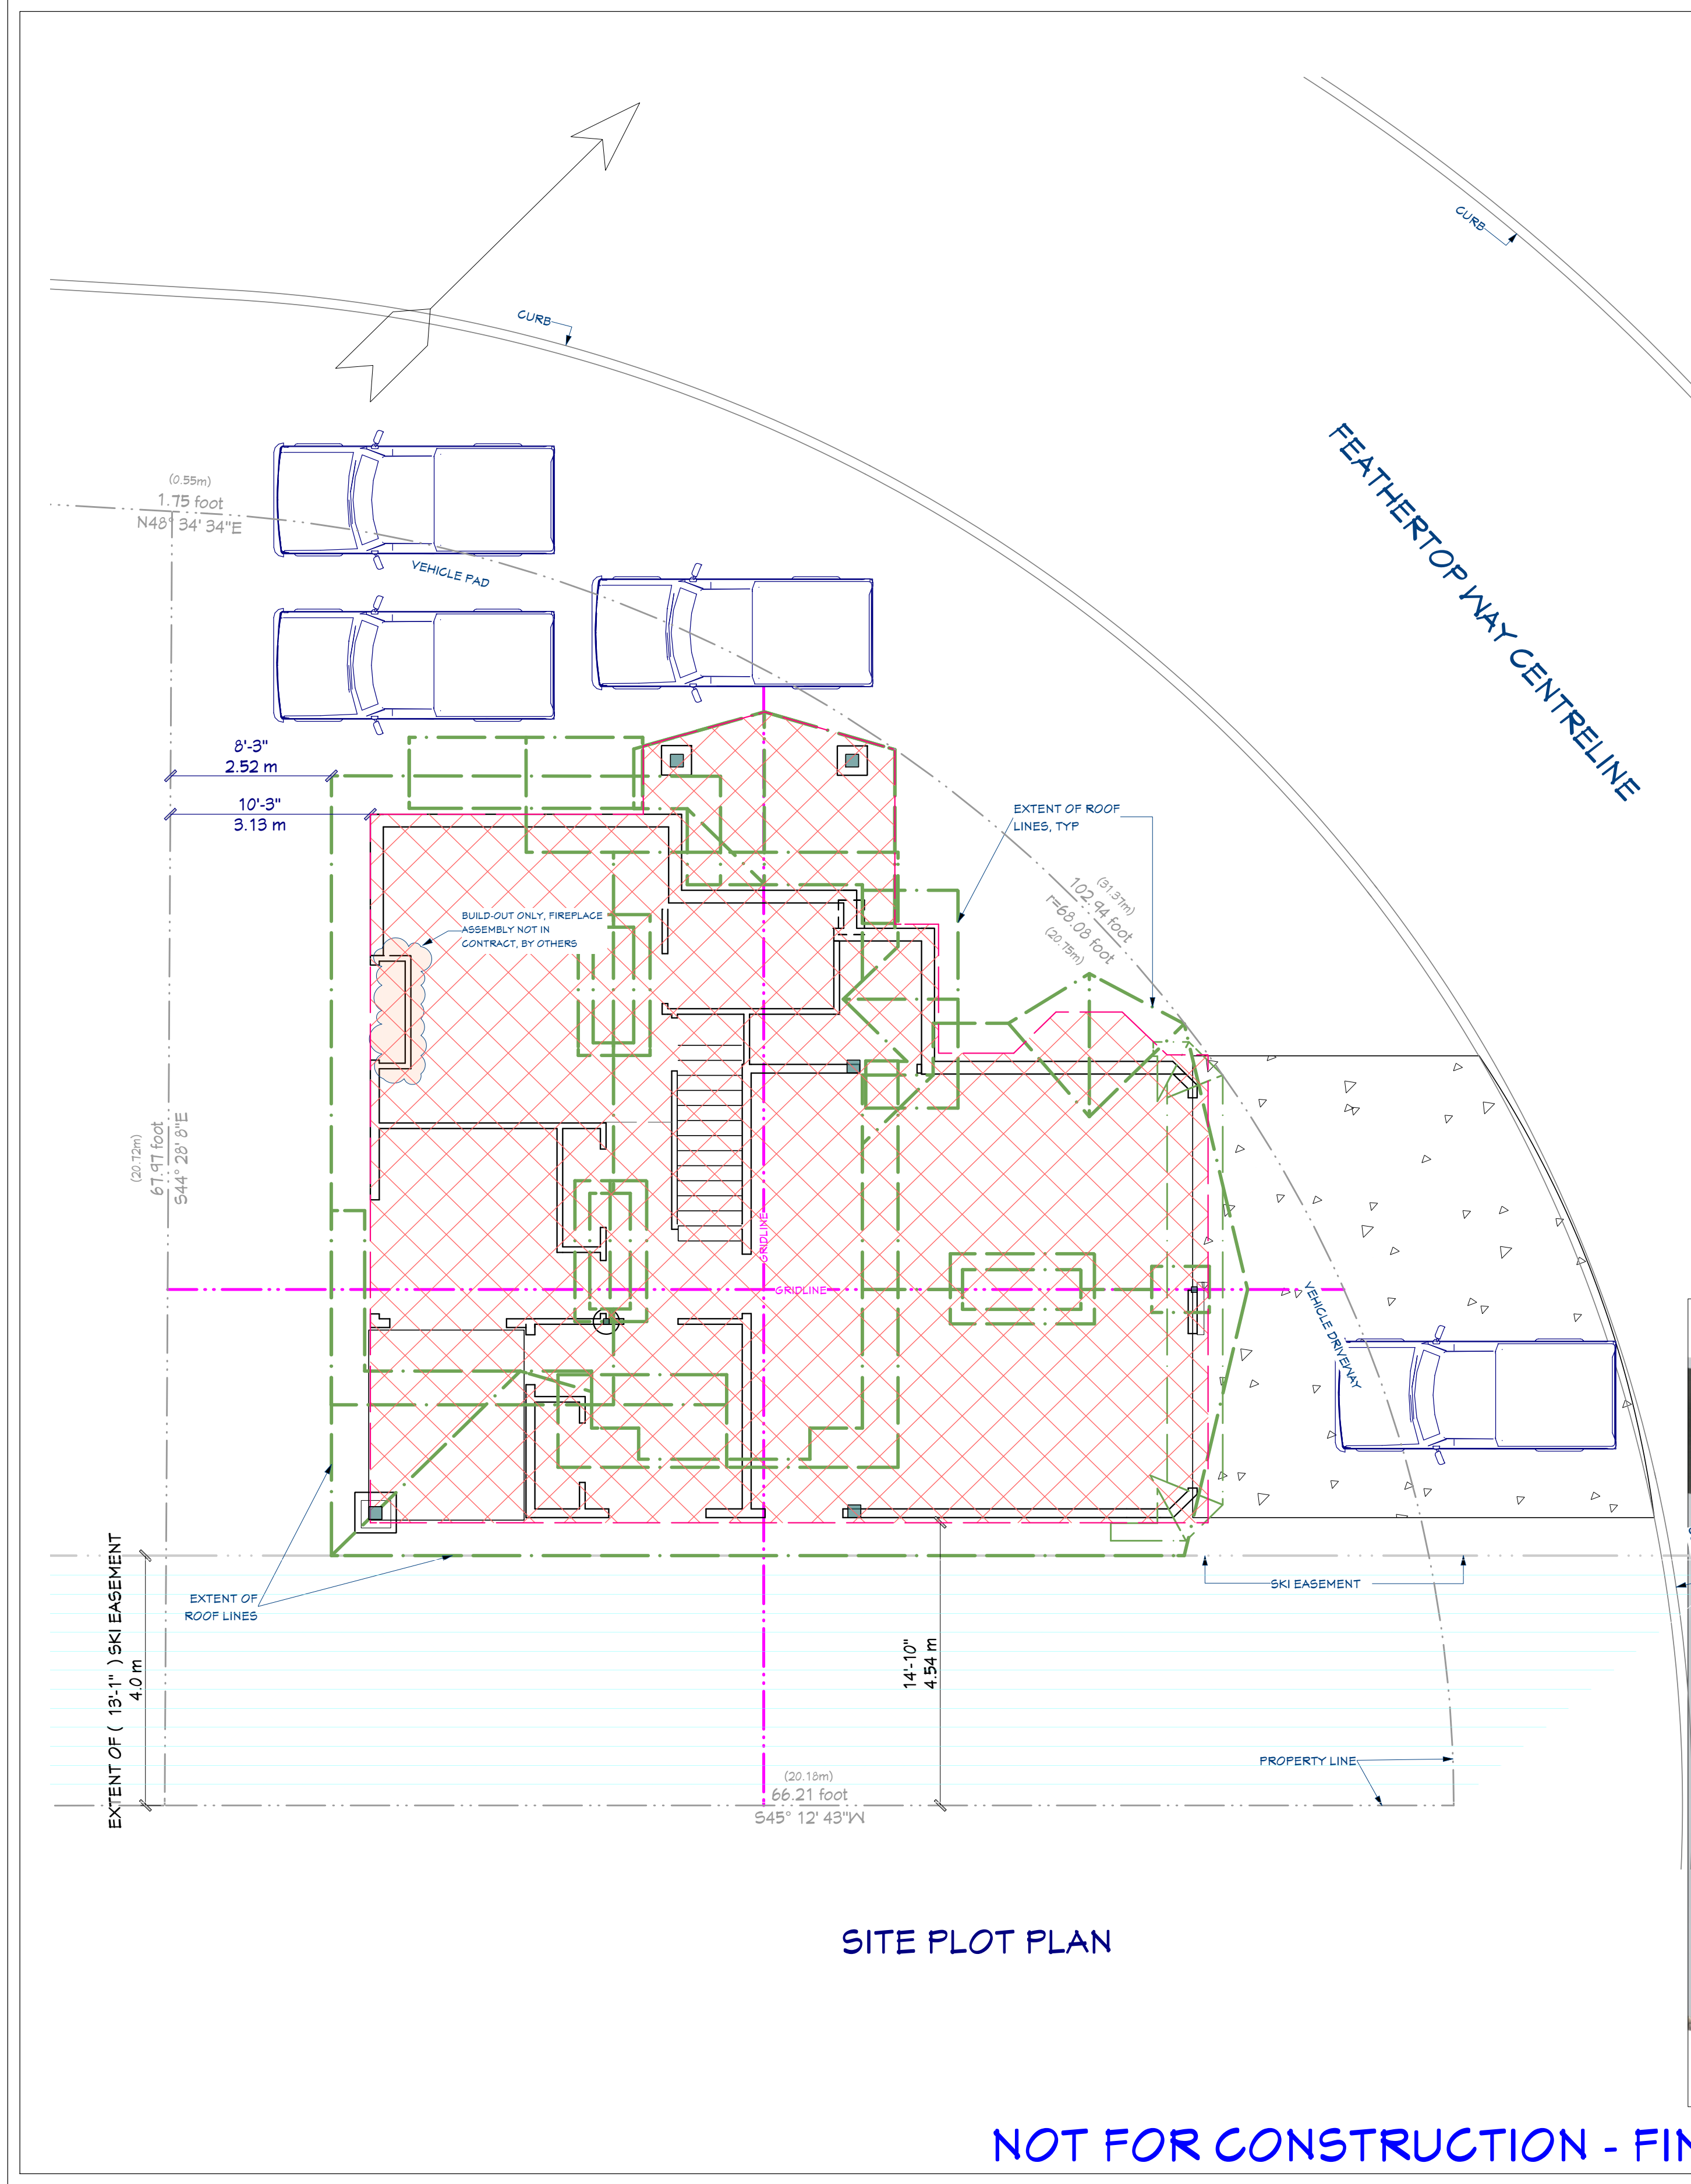 CURB
CURB
FEATHERTOP WAY CENTRELINE
(0.55m)
1.75 foot
N48° 34' 34"E
VEHICLE PAD
8'-3"
2.52 m
10'-3"
3.13 m
EXTENT OF ROOF
LINES, TYP
(31.37m)
102.94 foot
r=68.08 foot
(20.75m)
BUILD-OUT ONLY, FIREPLACE
ASSEMBLY NOT IN
CONTRACT, BY OTHERS
(20.72m)
67.97 foot
S44° 28' 8"E
GRIDLINE
GRIDLINE
VEHICLE DRIVEWAY
EXTENT OF ( 13'-1" ) SKI EASEMENT
4.0 m
EXTENT OF
ROOF LINES
SKI EASEMENT
14'-10"
4.54 m
PROPERTY LINE
(20.18m)
66.21 foot
S45° 12' 43"W
SITE PLOT PLAN
NOT FOR CONSTRUCTION - FIN